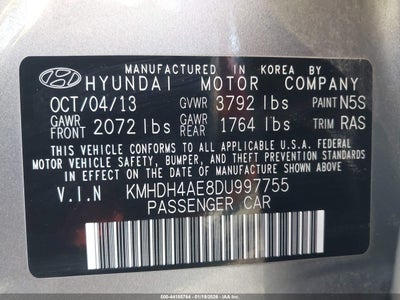 MANUFACTURED IN KOREA BY
HYUNDAI MOTOR COMPANY
OCT/04/13 GVWR 3792 lbs PAINT N5S
GAWR FRONT 2072 lbs GAWR REAR 1764 lbs TRIM RAS
THIS VEHICLE CONFORMS TO ALL APPLICABLE U.S.A. FEDERAL
MOTOR VEHICLE SAFETY, BUMPER, AND THEFT PREVENTION
STANDARDS IN EFFECT ON THE DATE OF MANUFACTURE
SHOWN ABOVE.
V.I.N KMHDH4AE8DU997755
PASSENGER CAR